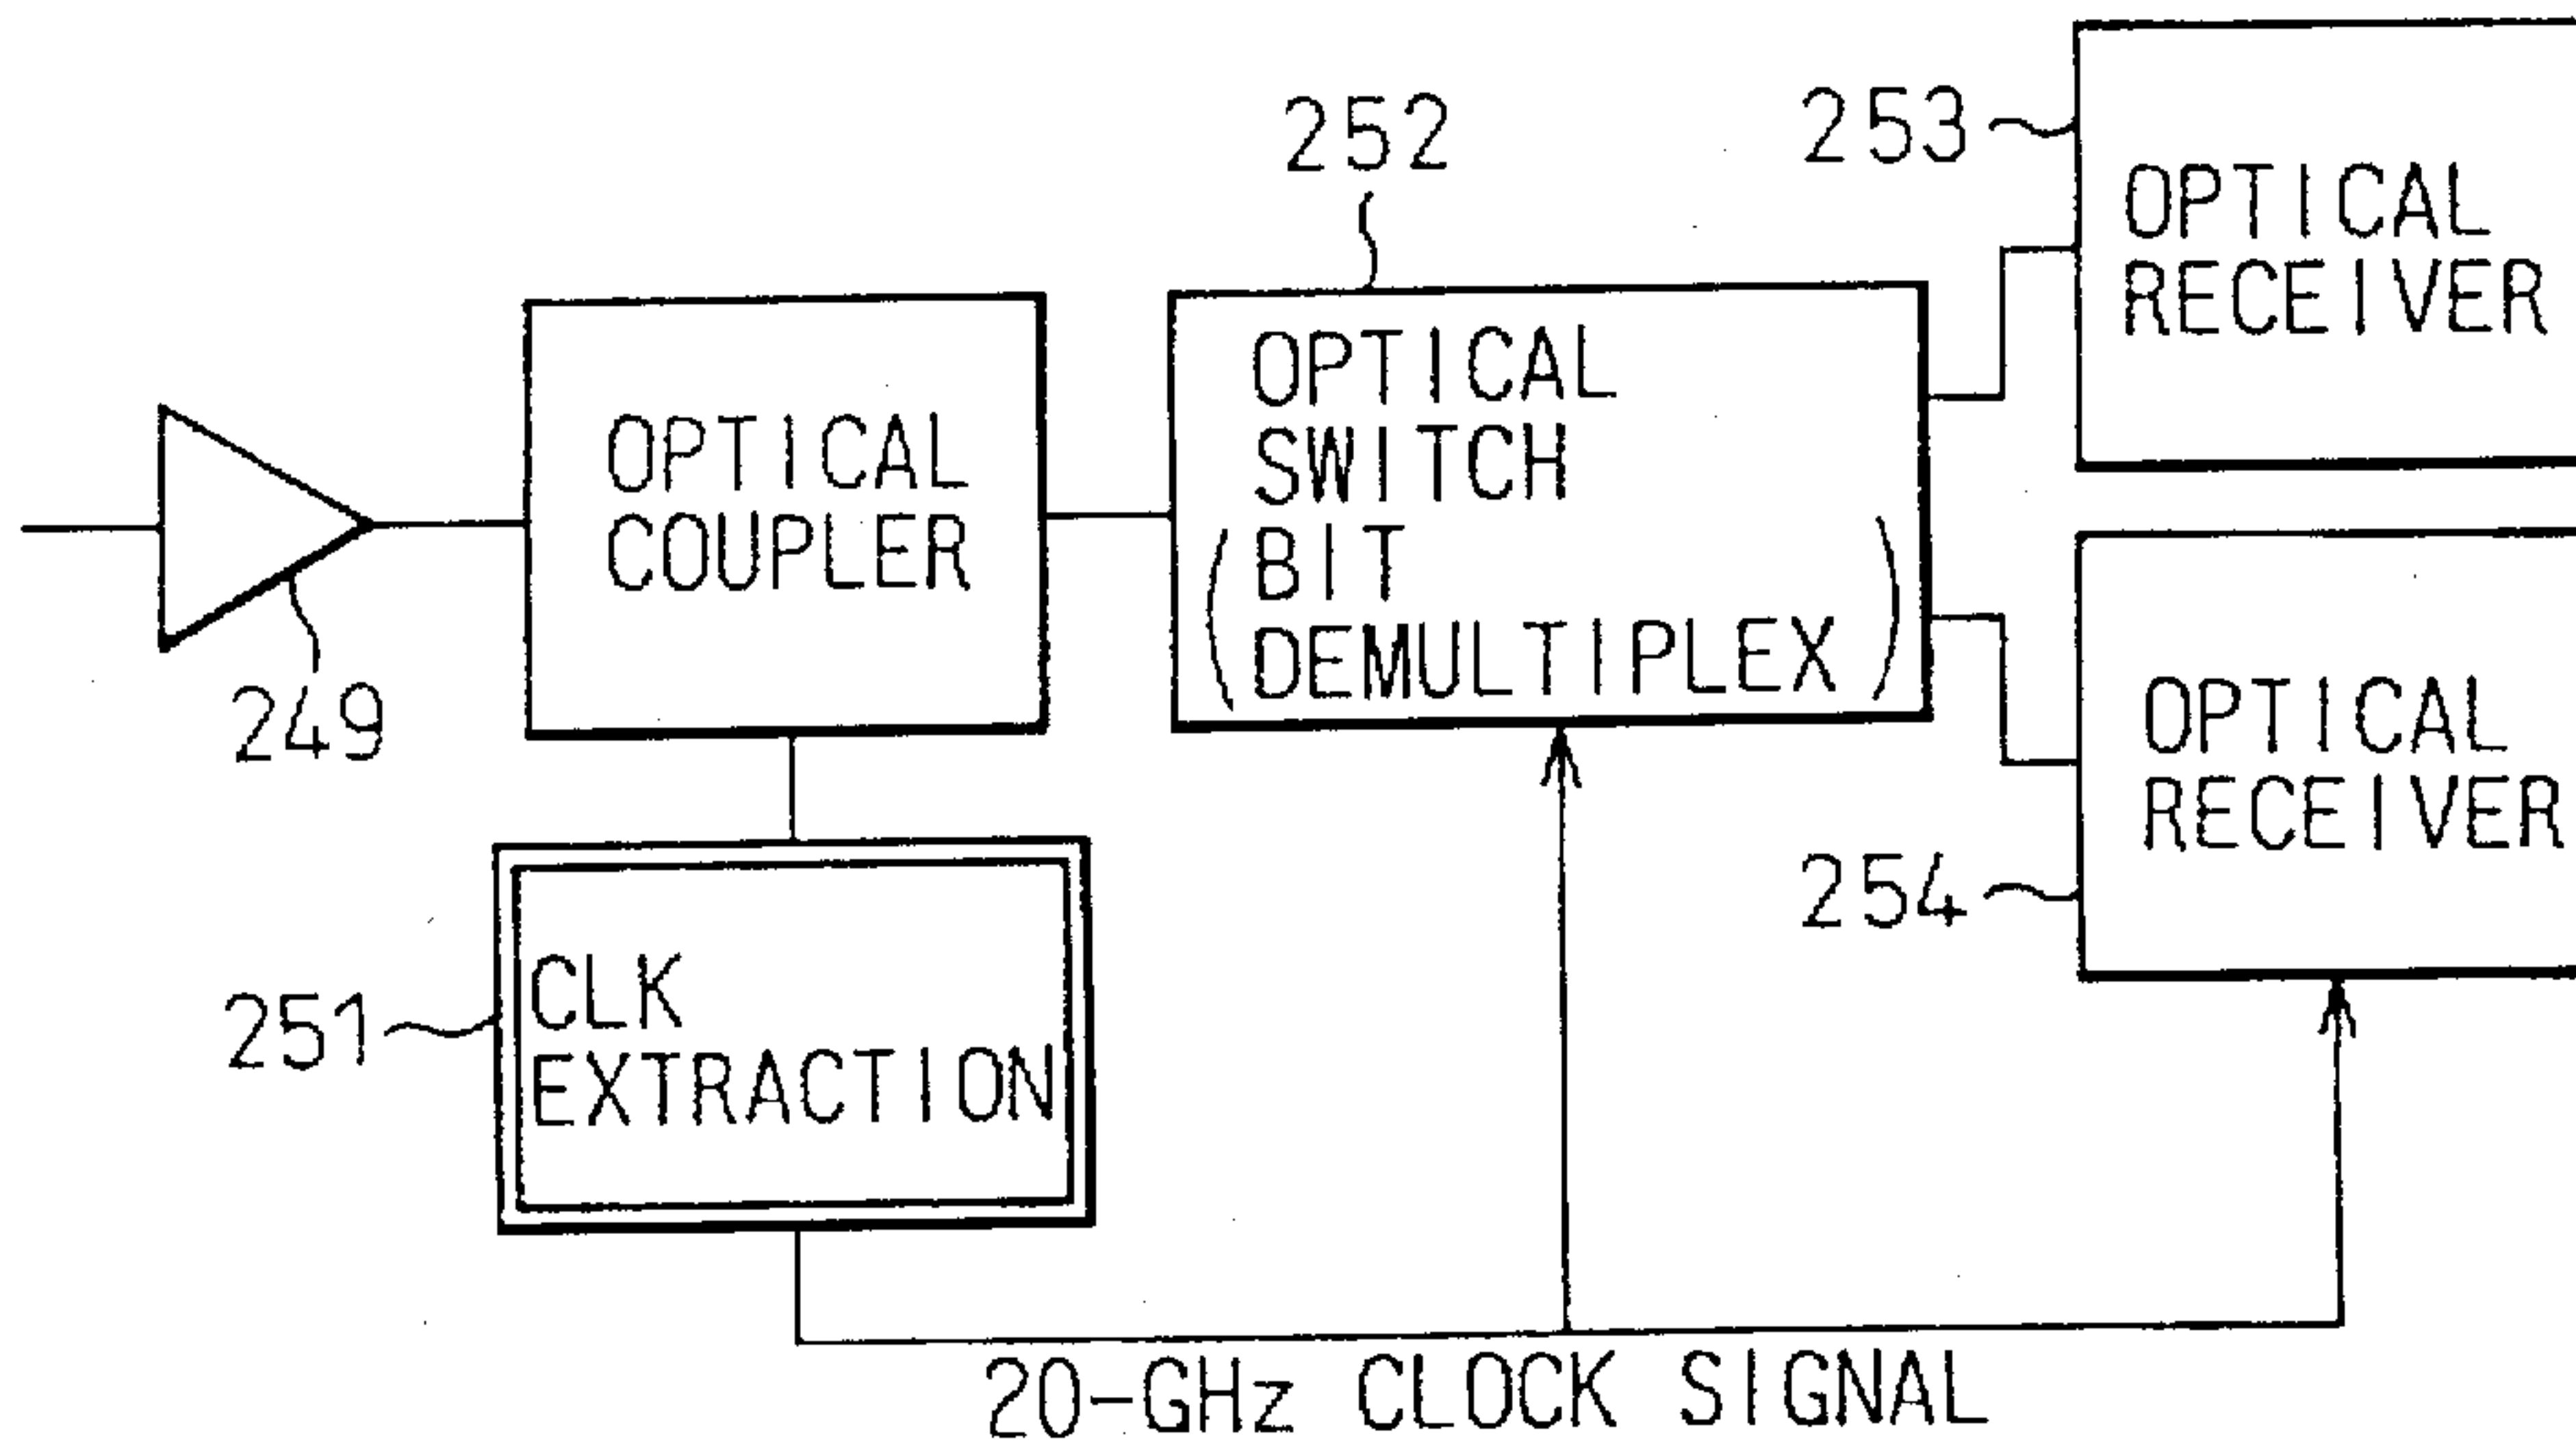 252
253
OPTICAL
RECEIVER
OPTICAL
COUPLER
OPTICAL
SWITCH
(BIT
DEMULTIPLEX)
249
OPTICAL
RECEIVER
254
251
CLK
EXTRACTION
20-GHz CLOCK SIGNAL